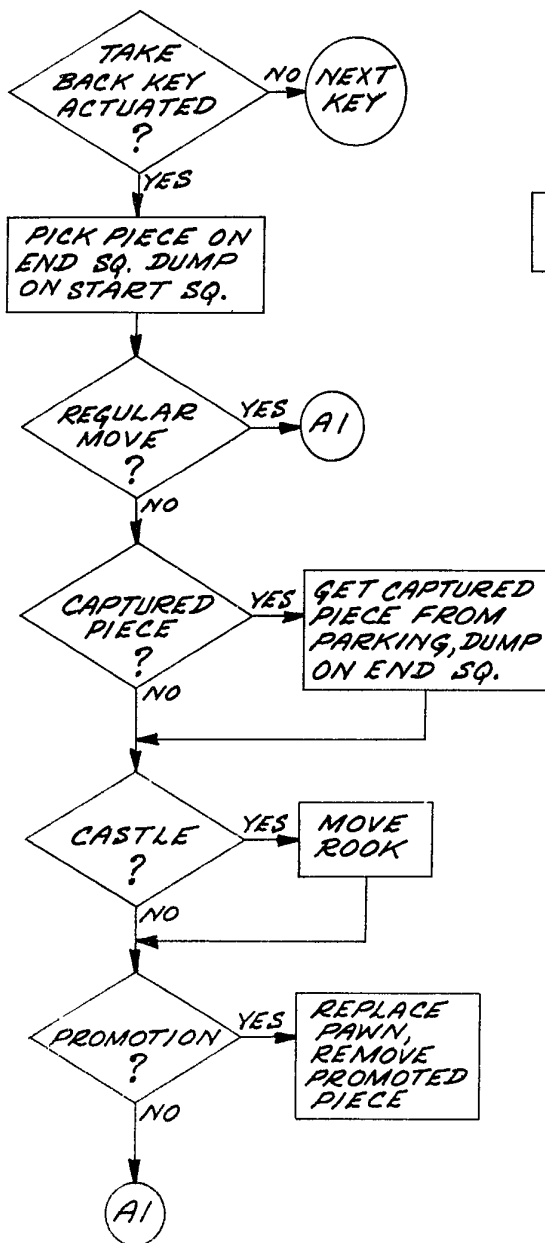 TAKE
BACK KEY
ACTUATED
?
NO
NEXT
KEY
YES
PICK PIECE ON
END SQ. DUMP
ON START SQ.
REGULAR
MOVE
?
YES
A1
NO
CAPTURED
PIECE
?
YES
GET CAPTURED
PIECE FROM
PARKING, DUMP
ON END SQ.
NO
CASTLE
?
YES
MOVE
ROOK
NO
PROMOTION
?
YES
REPLACE
PAWN,
REMOVE
PROMOTED
PIECE
NO
A1